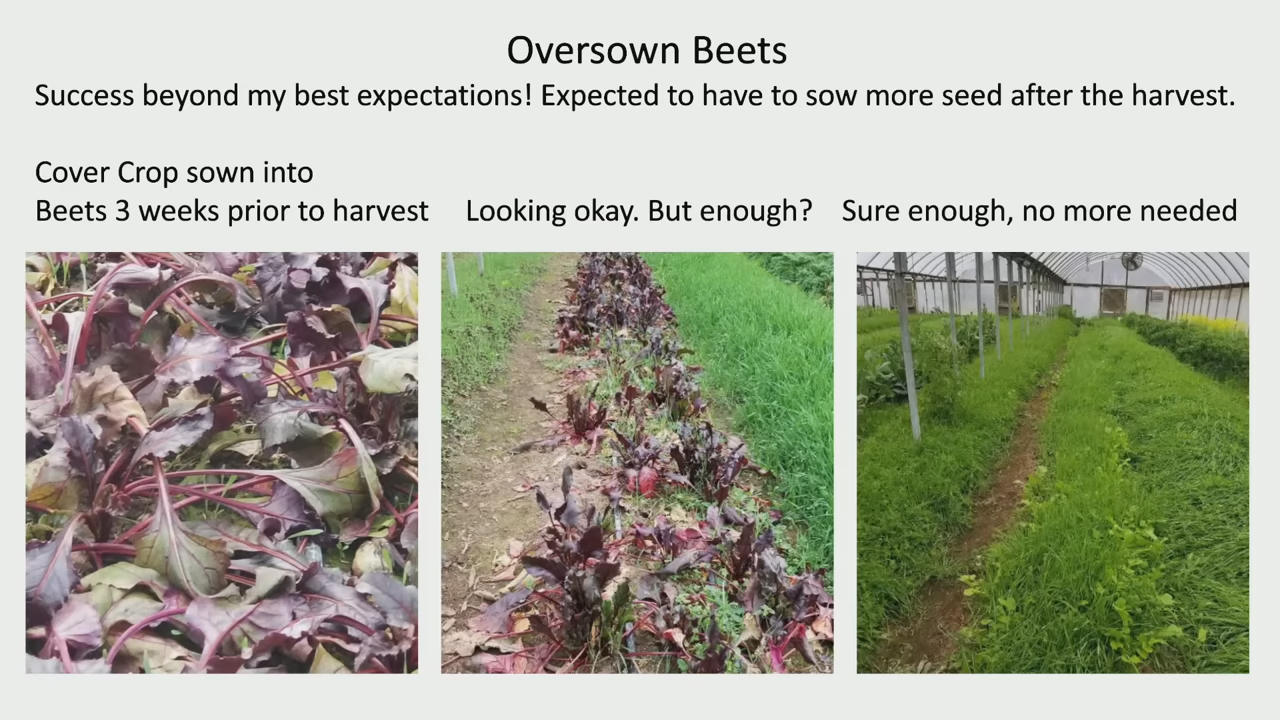 Oversown Beets
Success beyond my best expectations! Expected to have to sow more seed after the harvest.
Cover Crop sown into
Beets 3 weeks prior to harvest
Looking okay. But enough?
Sure enough, no more needed